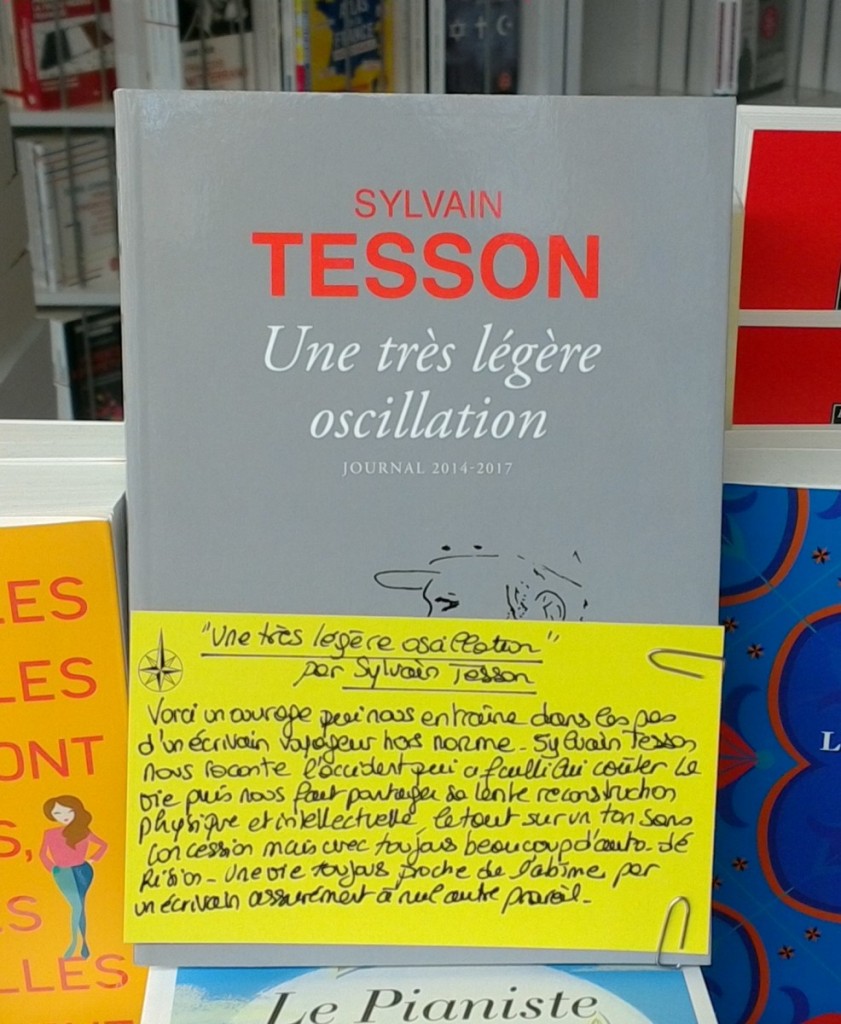 SYLVAIN
TESSON
Une très légère
oscillation
JOURNAL 2014-2017
"Une très légère oscillation"
par Sylvain Tesson
Voici un ouvrage qui nous entraîne dans les pas
d'un écrivain voyageur hors norme. Sylvain Tesson
nous raconte l'accident qui a failli lui coûter la
vie puis nous fait partager sa lente reconstruction
physique et intellectuelle, le tout sur un ton sans
concession mais avec toujours beaucoup d'auto-dé
Rision. Une vie toujours proche de l'abîme par
un écrivain assurément à nul autre pareil.
LES
LES
ONT
S,
S
LLES
L
Le Pianiste